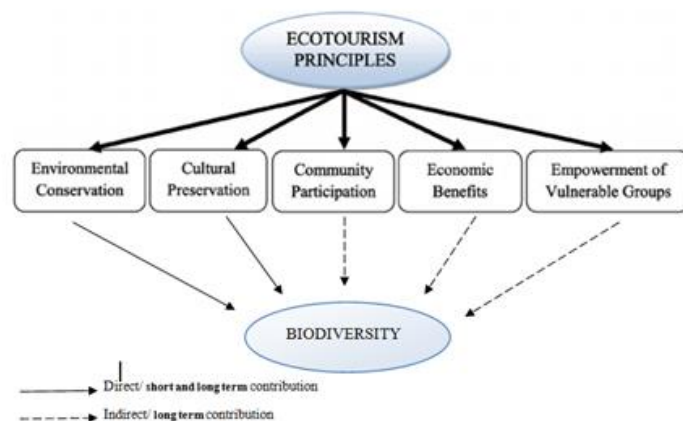 ECOTOURISM
PRINCIPLES
Environmental
Conservation
Cultural
Preservation
Community
Participation
Economic
Benefits
Empowerment of
Vulnerable Groups
BIODIVERSITY
Direct/ short and long term contribution
Indirect/ long term contribution